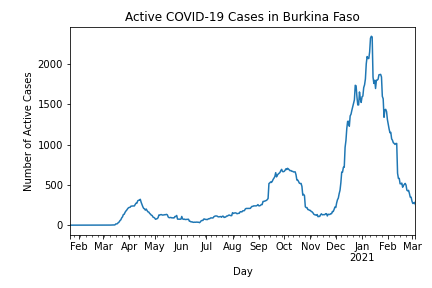 Active COVID-19 Cases in Burkina Faso
Number of Active Cases
2000
1500
1000
500
0
Feb Mar Apr May Jun Jul Aug Sep Oct Nov Dec Jan Feb Mar
2021
Day